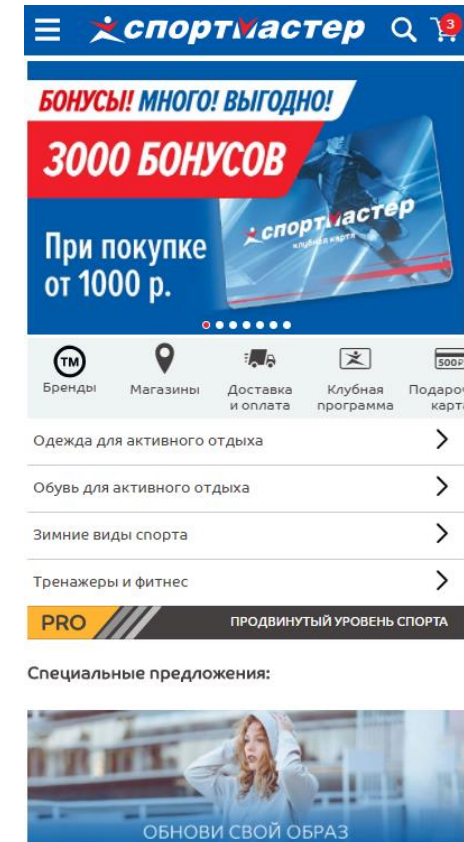 спортмастер
3
БОНУСЫ! МНОГО! ВЫГОДНО!
3000 БОНУСОВ
При покупке
от 1000 р.
спортмастер
клубная карта
TM
500₽
Бренды
Магазины
Доставка
и оплата
Клубная
программа
Одежда для активного отдыха
Обувь для активного отдыха
Зимние виды спорта
Тренажеры и фитнес
PRO
ПРОДВИНУТЫЙ УРОВЕНЬ СПОРТА
Специальные предложения:
ОБНОВИ СВОЙ ОБРАЗ